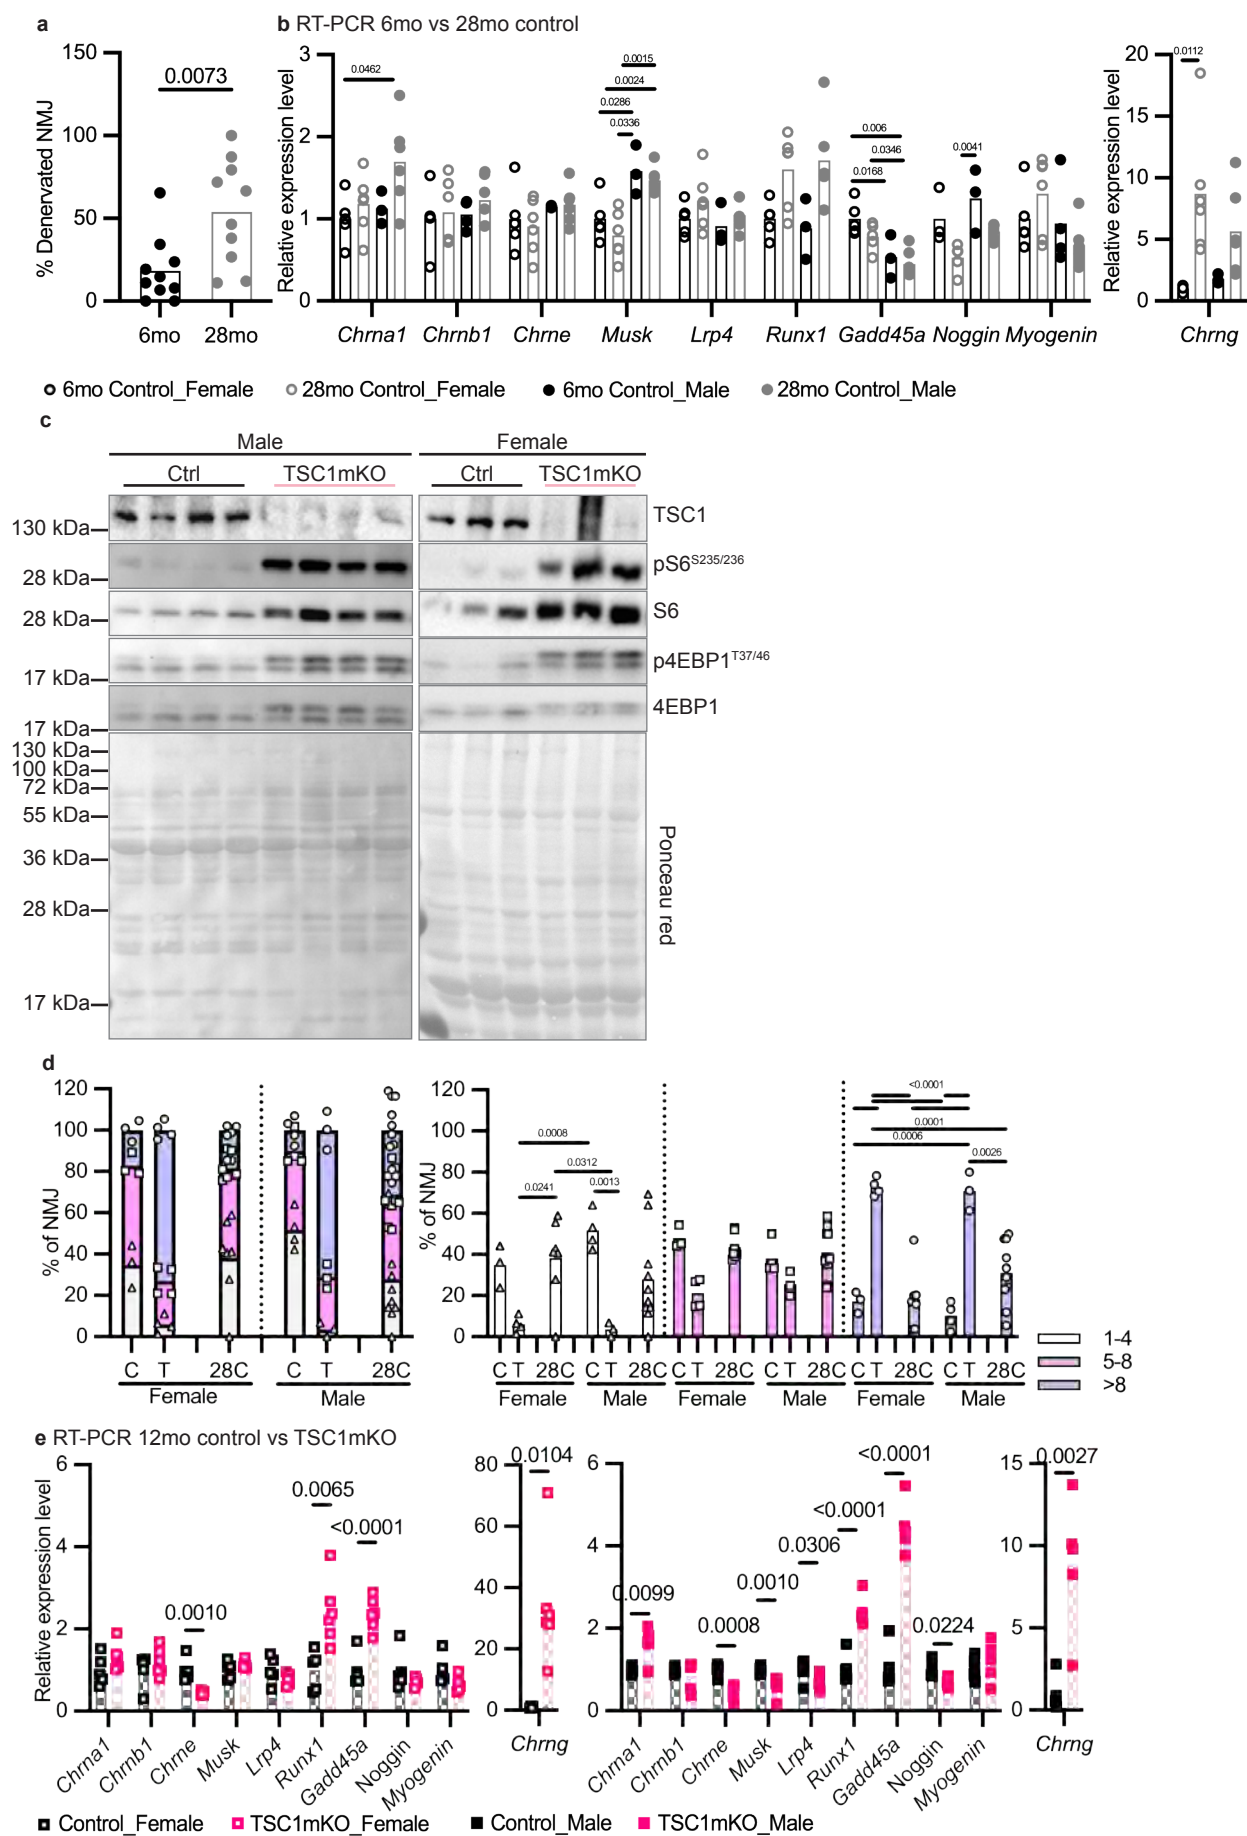 a
b RT-PCR 6mo vs 28mo control
% Denervated NMJ
150
100
50
0
0.0073
6mo 28mo
Relative expression level
3
2
1
0
0.0462
0.0015
0.0024
0.0286
0.0336
0.006
0.0346
0.0168
0.0041
Chrna1 Chrnb1 Chrne Musk Lrp4 Runx1 Gadd45a Noggin Myogenin
Relative expression level
20
15
10
5
0
0.0112
Chrng
6mo Control_Female 28mo Control_Female 6mo Control_Male 28mo Control_Male
c
Male Female
Ctrl TSC1mKO Ctrl TSC1mKO
130 kDa TSC1
28 kDa pS6S235/236
28 kDa S6
17 kDa p4EBP1T37/46
17 kDa 4EBP1
130 kDa
100 kDa
72 kDa
55 kDa
36 kDa
28 kDa
17 kDa
Ponceau red
d
% of NMJ
120
100
80
60
40
20
0
C T 28C C T 28C
Female Male
% of NMJ
120
100
80
60
40
20
0
0.0008
0.0312
0.0241
0.0013
<0.0001
0.0001
0.0006
0.0026
C T 28C C T 28C C T 28C C T 28C C T 28C C T 28C
Female Male Female Male Female Male
1-4
5-8
>8
e RT-PCR 12mo control vs TSC1mKO
Relative expression level
6
4
2
0
0.0010
0.0065
<0.0001
Chrna1 Chrnb1 Chrne Musk Lrp4 Runx1 Gadd45a Noggin Myogenin
80
60
40
20
0
0.0104
Chrng
6
4
2
0
0.0099
0.0008
0.0010
0.0306
<0.0001
<0.0001
0.0224
Chrna1 Chrnb1 Chrne Musk Lrp4 Runx1 Gadd45a Noggin Myogenin
15
10
5
0
0.0027
Chrng
Control_Female TSC1mKO_Female Control_Male TSC1mKO_Male